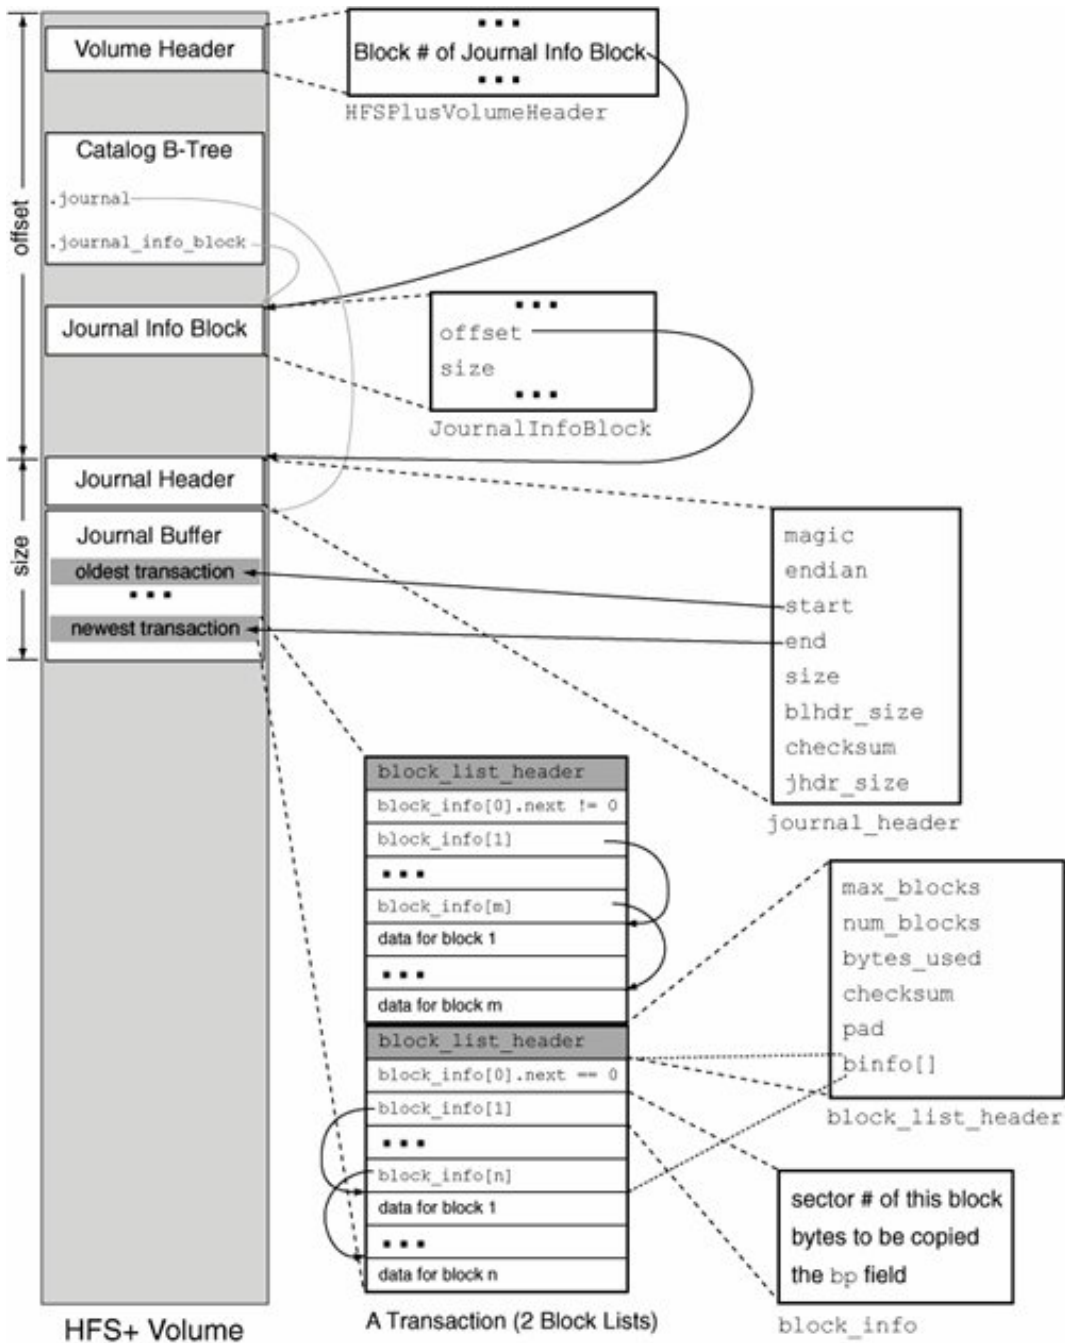 Volume Header
■ ■ ■
Block # of Journal Info Block
■ ■ ■
HFSPlusVolumeHeader
Catalog B-Tree
.journal
.journal_info_block
offset
Journal Info Block
■ ■ ■
offset
size
■ ■ ■
JournalInfoBlock
Journal Header
Journal Buffer
oldest transaction
■ ■ ■
newest transaction
size
magic
endian
start
end
size
blhdr_size
checksum
jhdr_size
journal_header
block_list_header
block_info[0].next != 0
block_info[1]
■ ■ ■
block_info[m]
data for block 1
■ ■ ■
data for block m
block_list_header
block_info[0].next == 0
block_info[1]
■ ■ ■
block_info[n]
data for block 1
■ ■ ■
data for block n
A Transaction (2 Block Lists)
max_blocks
num_blocks
bytes_used
checksum
pad
binfo[]
block_list_header
sector # of this block
bytes to be copied
the bp field
block_info
HFS+ Volume